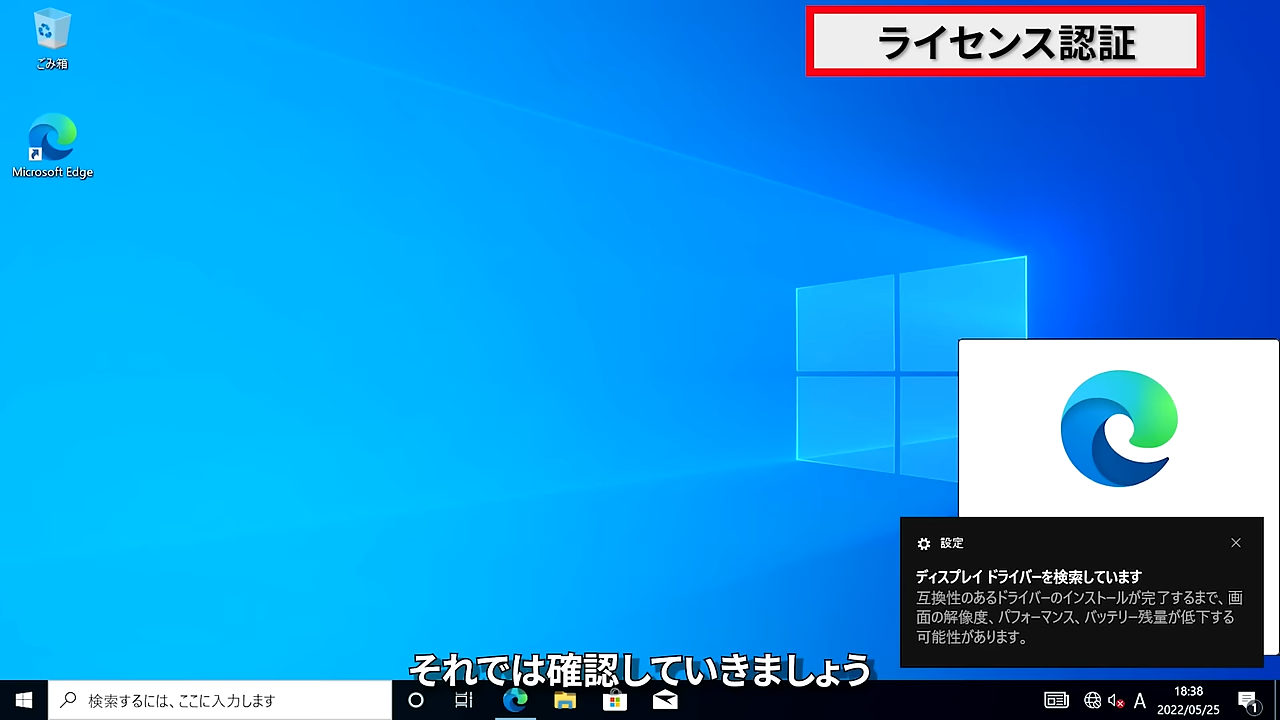 ごみ箱
ライセンス認証
Microsoft Edge
設定
ディスプレイ ドライバーを検索しています
互換性のあるドライバーのインストールが完了するまで、画
面の解像度、パフォーマンス、バッテリー残量が低下する
可能性があります。
それでは確認していきましょう
検索するには、ここに入力します
A
18:38
2022/05/25
1